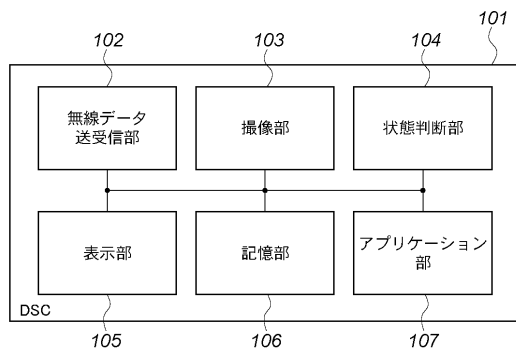 101
102
103
104
無線データ
送受信部
撮像部
状態判断部
表示部
記憶部
アプリケーション
部
DSC
105
106
107